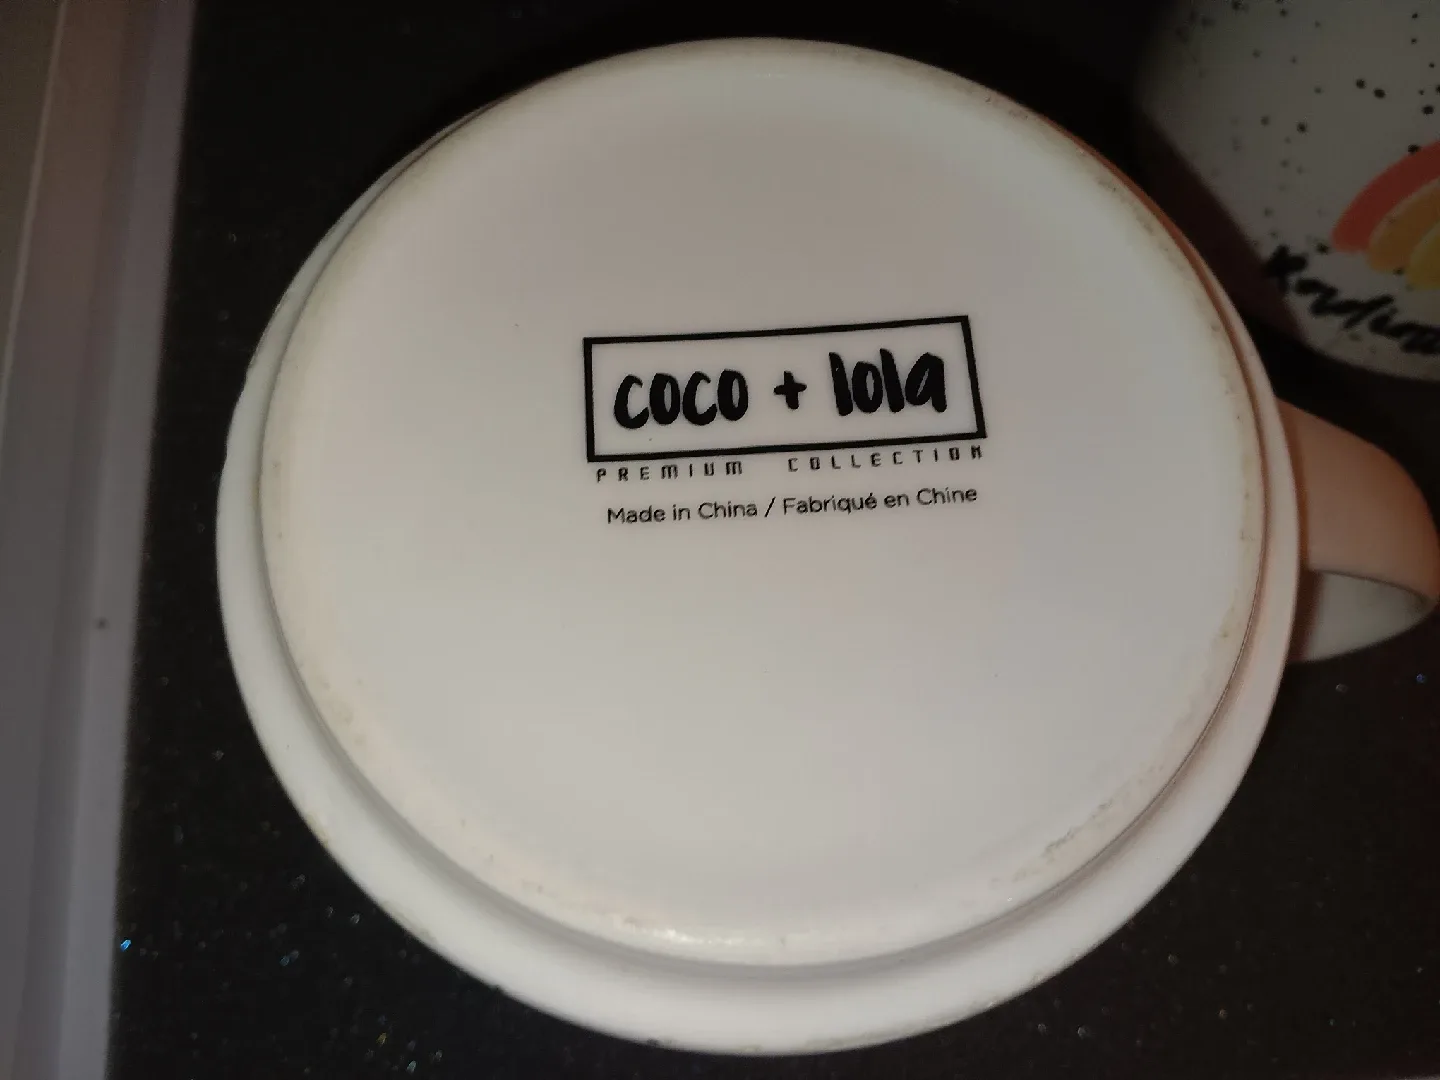 coco + lola
PREMIUM COLLECTION
Made in China / Fabriqué en Chine